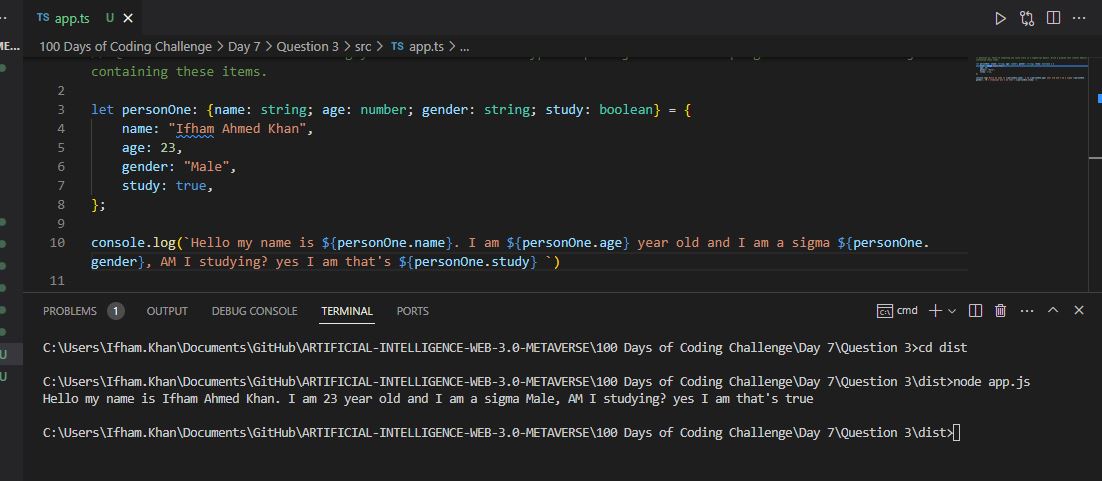 TS app.ts U ×
100 Days of Coding Challenge > Day 7 > Question 3 > src > TS app.ts > ...
containing these items.
2
3 let personOne: {name: string; age: number; gender: string; study: boolean} = {
4 name: "Ifham Ahmed Khan",
5 age: 23,
6 gender: "Male",
7 study: true,
8 };
9
10 console.log(`Hello my name is ${personOne.name}. I am ${personOne.age} year old and I am a sigma ${personOne.
gender}, AM I studying? yes I am that's ${personOne.study} `)
11
PROBLEMS 1 OUTPUT DEBUG CONSOLE TERMINAL PORTS cmd
C:\Users\Ifham.Khan\Documents\GitHub\ARTIFICIAL-INTELLIGENCE-WEB-3.0-METAVERSE\100 Days of Coding Challenge\Day 7\Question 3>cd dist
C:\Users\Ifham.Khan\Documents\GitHub\ARTIFICIAL-INTELLIGENCE-WEB-3.0-METAVERSE\100 Days of Coding Challenge\Day 7\Question 3\dist>node app.js
Hello my name is Ifham Ahmed Khan. I am 23 year old and I am a sigma Male, AM I studying? yes I am that's true
C:\Users\Ifham.Khan\Documents\GitHub\ARTIFICIAL-INTELLIGENCE-WEB-3.0-METAVERSE\100 Days of Coding Challenge\Day 7\Question 3\dist>